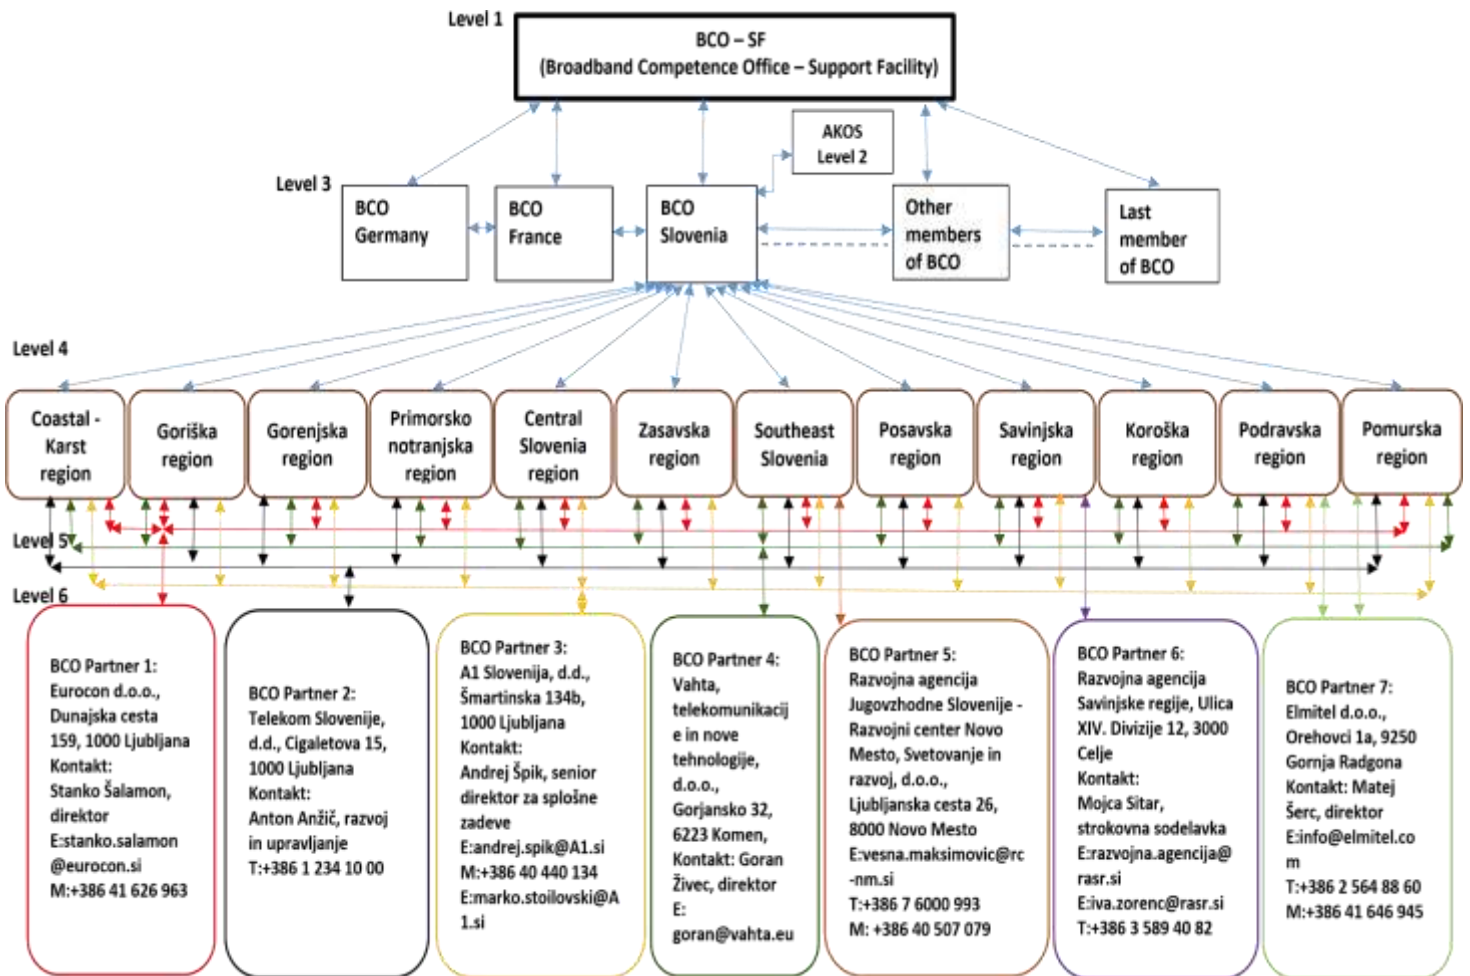 Level 1
BCO – SF
(Broadband Competence Office – Support Facility)
AKOS
Level 2
Level 3
BCO
Germany
BCO
France
BCO
Slovenia
Other
members
of BCO
Last
member
of BCO
Level 4
Coastal -
Karst
region
Goriška
region
Gorenjska
region
Primorsko
notranjska
region
Central
Slovenia
region
Zasavska
region
Southeast
Slovenia
Posavska
region
Savinjska
region
Koroška
region
Podravska
region
Pomurska
region
Level 5
Level 6
BCO Partner 1:
Eurocon d.o.o.,
Dunajska cesta
159, 1000 Ljubljana
Kontakt:
Stanko Šalamon,
direktor
E:stanko.salamon
@eurocon.si
M:+386 41 626 963
BCO Partner 2:
Telekom Slovenije,
d.d., Cigaletova 15,
1000 Ljubljana
Kontakt:
Anton Anžič, razvoj
in upravljanje
T:+386 1 234 10 00
BCO Partner 3:
A1 Slovenija, d.d.,
Šmartinska 134b,
1000 Ljubljana
Kontakt:
Andrej Špik, senior
direktor za splošne
zadeve
E:andrej.spik@A1.si
M:+386 40 440 134
E:marko.stoilovski@A
1.si
BCO Partner 4:
Vahta,
telekomunikacij
e in nove
tehnologije,
d.o.o.,
Gorjansko 32,
6223 Komen,
Kontakt: Goran
Živec, direktor
E:
goran@vahta.eu
BCO Partner 5:
Razvojna agencija
Jugovzhodne Slovenije -
Razvojni center Novo
Mesto, Svetovanje in
razvoj, d.o.o.,
Ljubljanska cesta 26,
8000 Novo Mesto
E:vesna.maksimovic@rc
-nm.si
T:+386 7 6000 993
M: +386 40 507 079
BCO Partner 6:
Razvojna agencija
Savinjske regije, Ulica
XIV. Divizije 12, 3000
Celje
Kontakt:
Mojca Sitar,
strokovna sodelavka
E:razvojna.agencija@
rasr.si
E:iva.zorenc@rasr.si
T:+386 3 589 40 82
BCO Partner 7:
Elmitel d.o.o.,
Orehovci 1a, 9250
Gornja Radgona
Kontakt: Matej
Šerc, direktor
E:info@elmitel.co
m
T:+386 2 564 88 60
M:+386 41 646 945